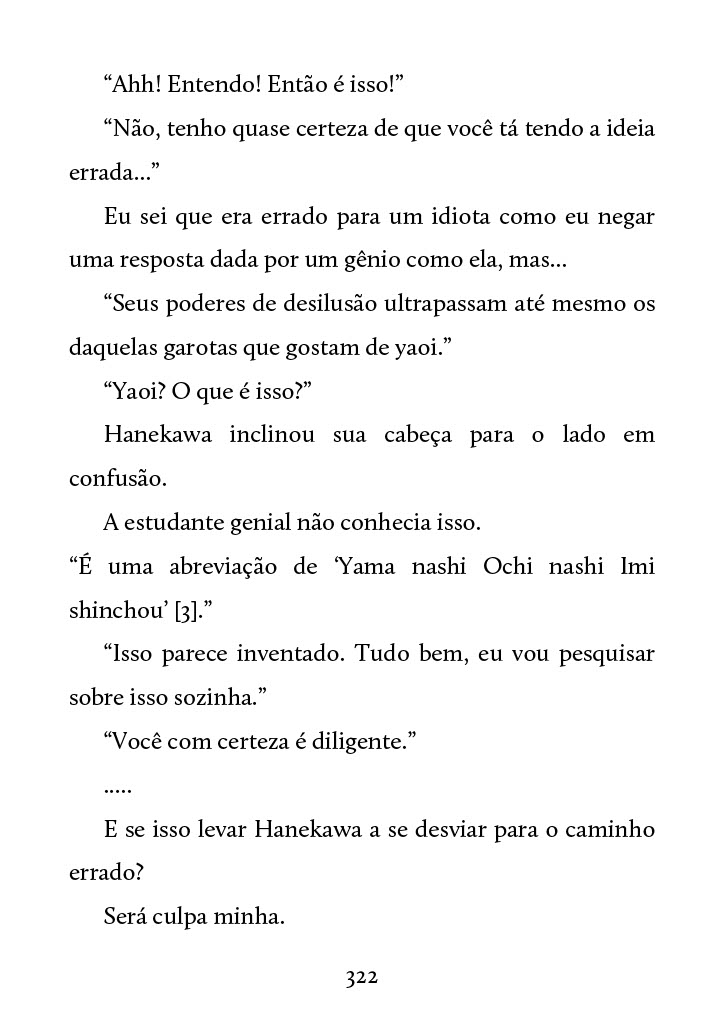 “Ahh! Entendo! Então é isso!”
“Não, tenho quase certeza de que você tá tendo a ideia
errada...”
Eu sei que era errado para um idiota como eu negar
uma resposta dada por um gênio como ela, mas...
“Seus poderes de desilusão ultrapassam até mesmo os
daquelas garotas que gostam de yaoi.”
“Yaoi? O que é isso?”
Hanekawa inclinou sua cabeça para o lado em
confusão.
A estudante genial não conhecia isso.
“É uma abreviação de ‘Yama nashi Ochi nashi Imi
shinchou’ [3].”
“Isso parece inventado. Tudo bem, eu vou pesquisar
sobre isso sozinha.”
“Você com certeza é diligente.”
.....
E se isso levar Hanekawa a se desviar para o caminho
errado?
Será culpa minha.
322